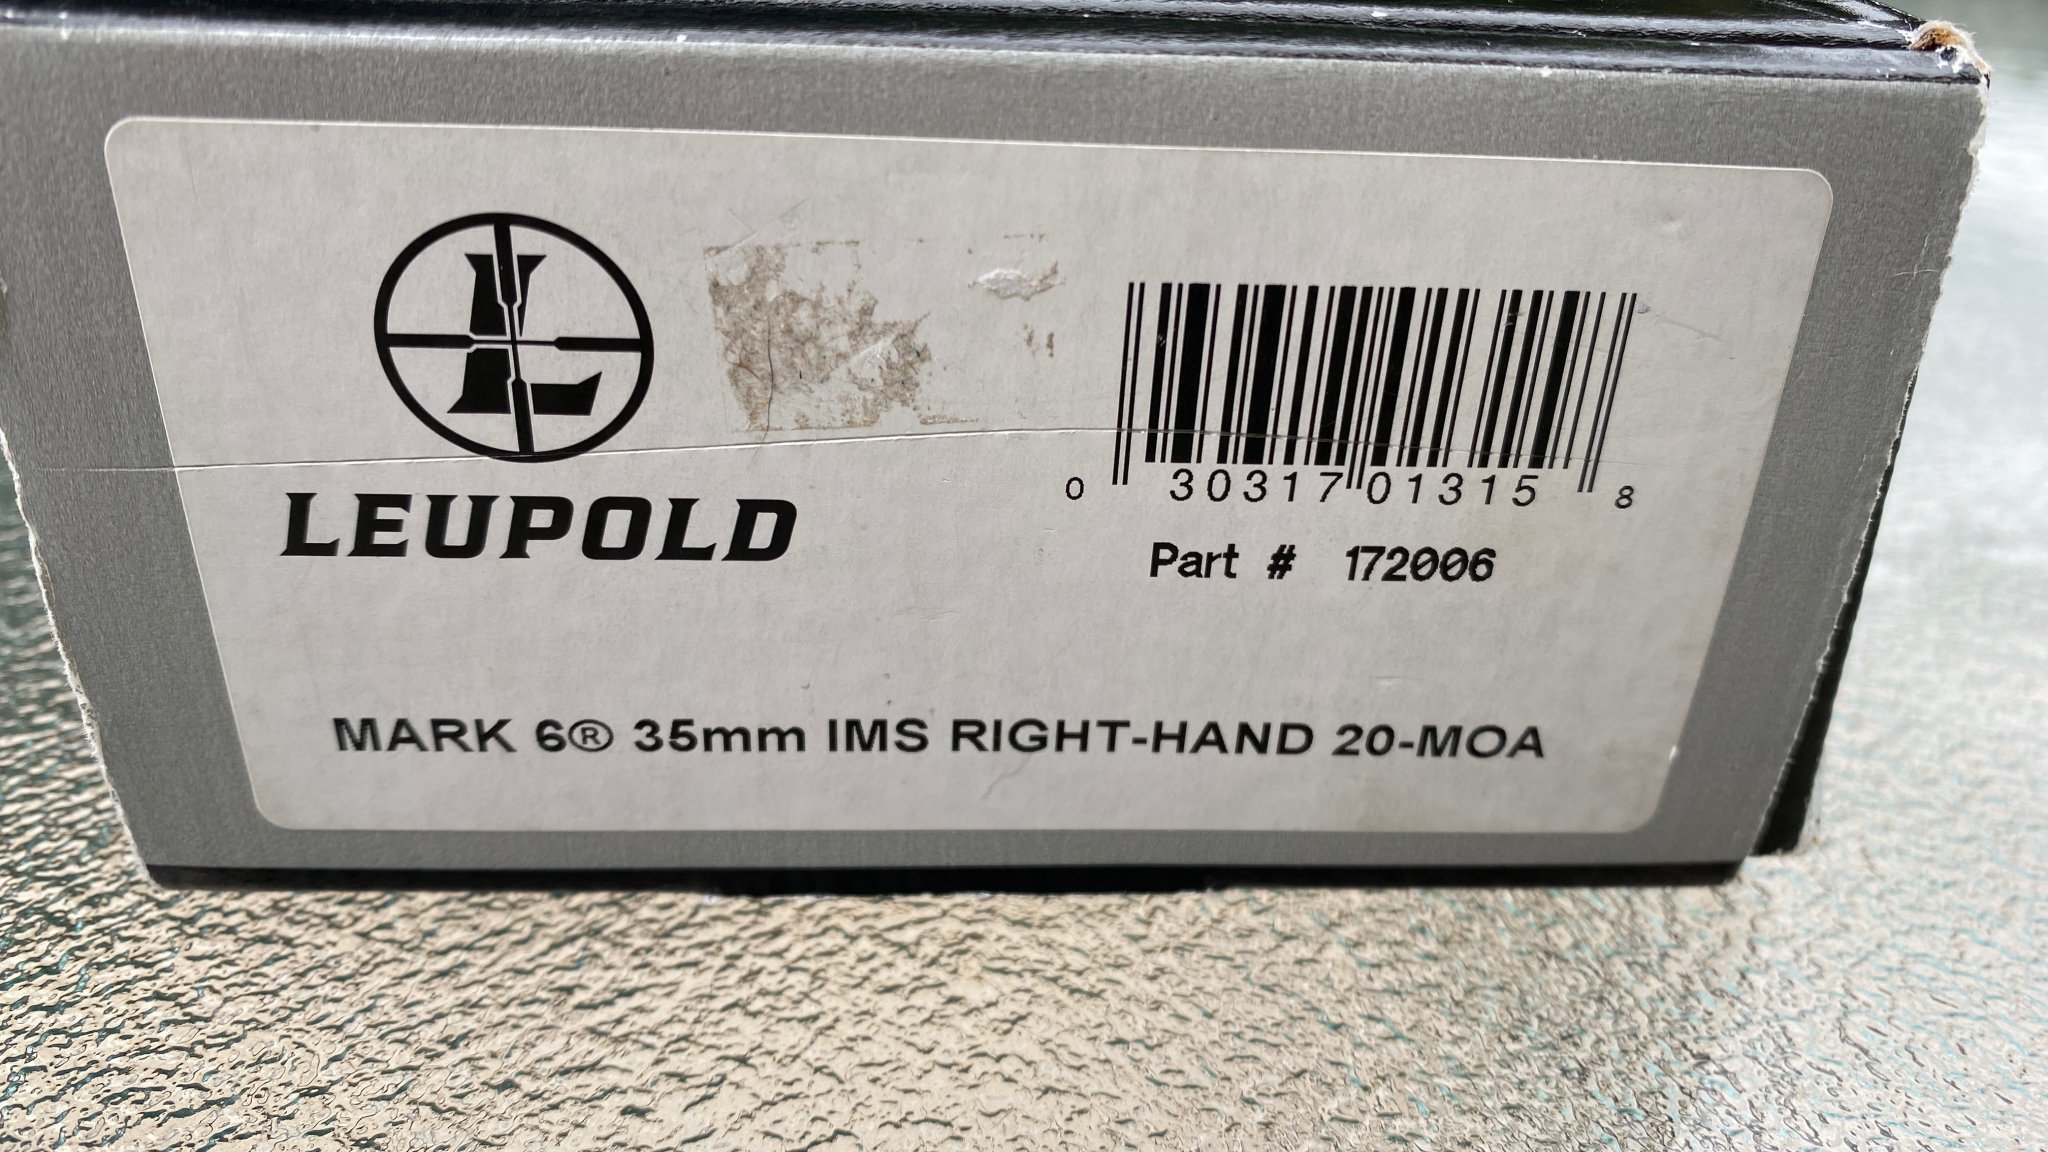 L
LEUPOLD
0 30317 01315 8
Part # 172006
MARK 6® 35mm IMS RIGHT-HAND 20-MOA